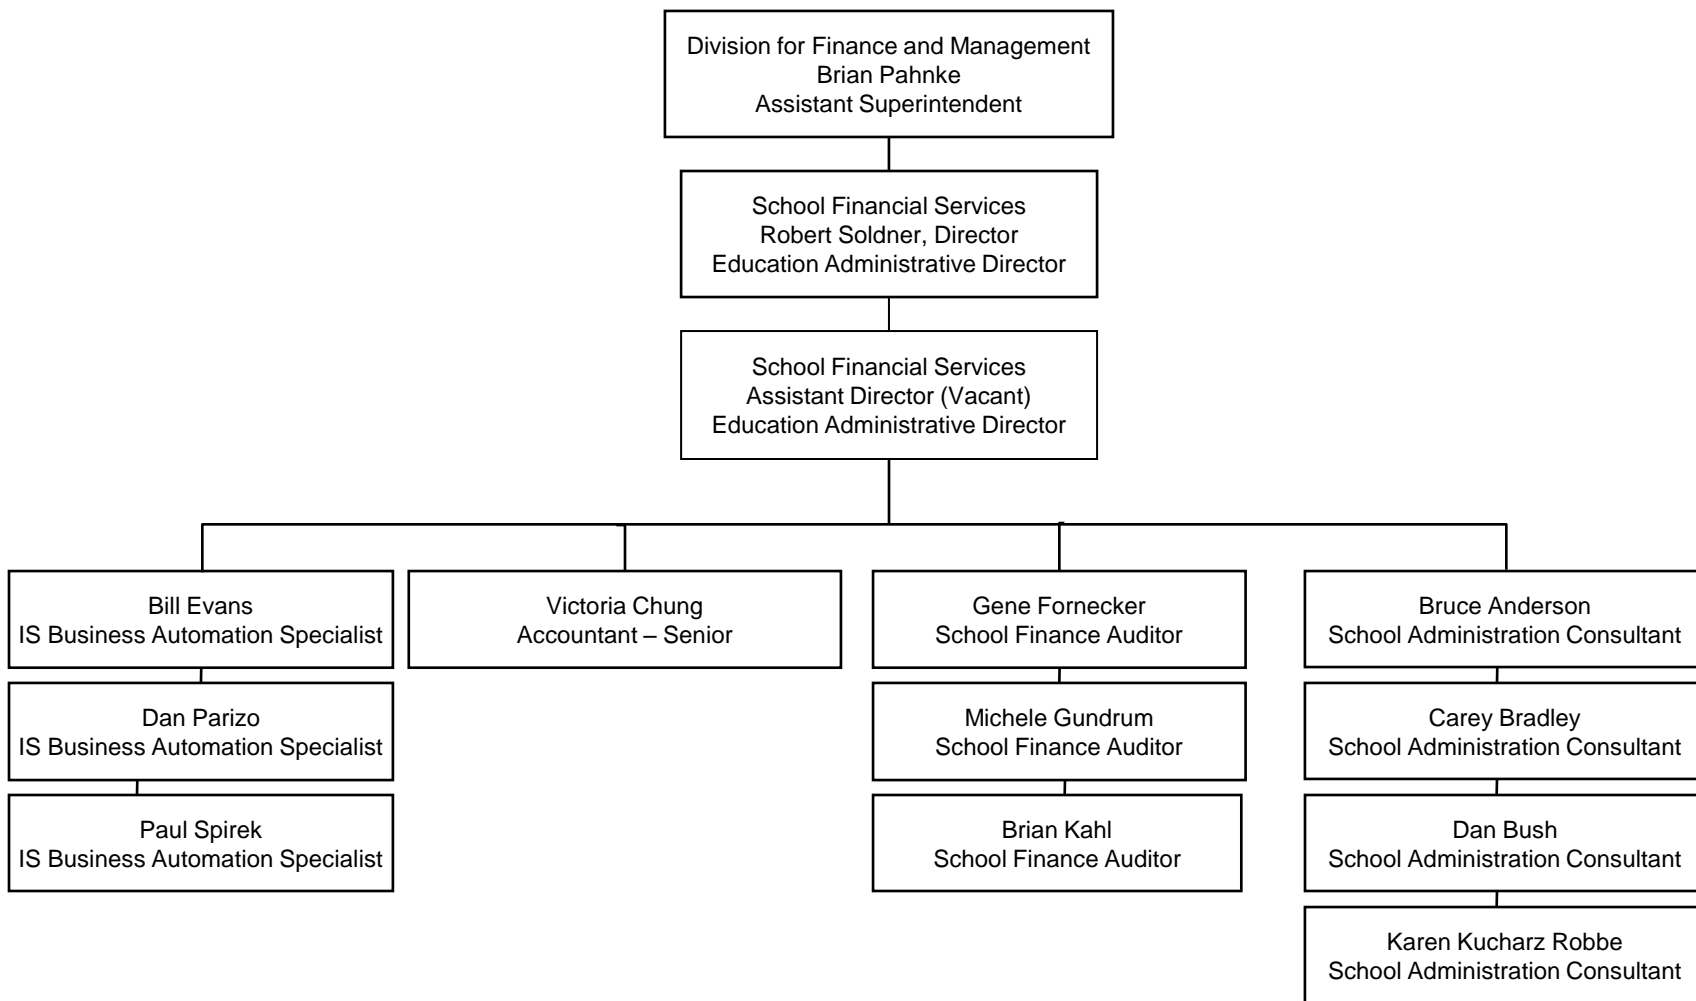 Division for Finance and Management
Brian Pahnke
Assistant Superintendent
School Financial Services
Robert Soldner, Director
Education Administrative Director
School Financial Services
Assistant Director (Vacant)
Education Administrative Director
Bill Evans
IS Business Automation Specialist
Dan Parizo
IS Business Automation Specialist
Paul Spirek
IS Business Automation Specialist
Victoria Chung
Accountant – Senior
Gene Fornecker
School Finance Auditor
Michele Gundrum
School Finance Auditor
Brian Kahl
School Finance Auditor
Bruce Anderson
School Administration Consultant
Carey Bradley
School Administration Consultant
Dan Bush
School Administration Consultant
Karen Kucharz Robbe
School Administration Consultant